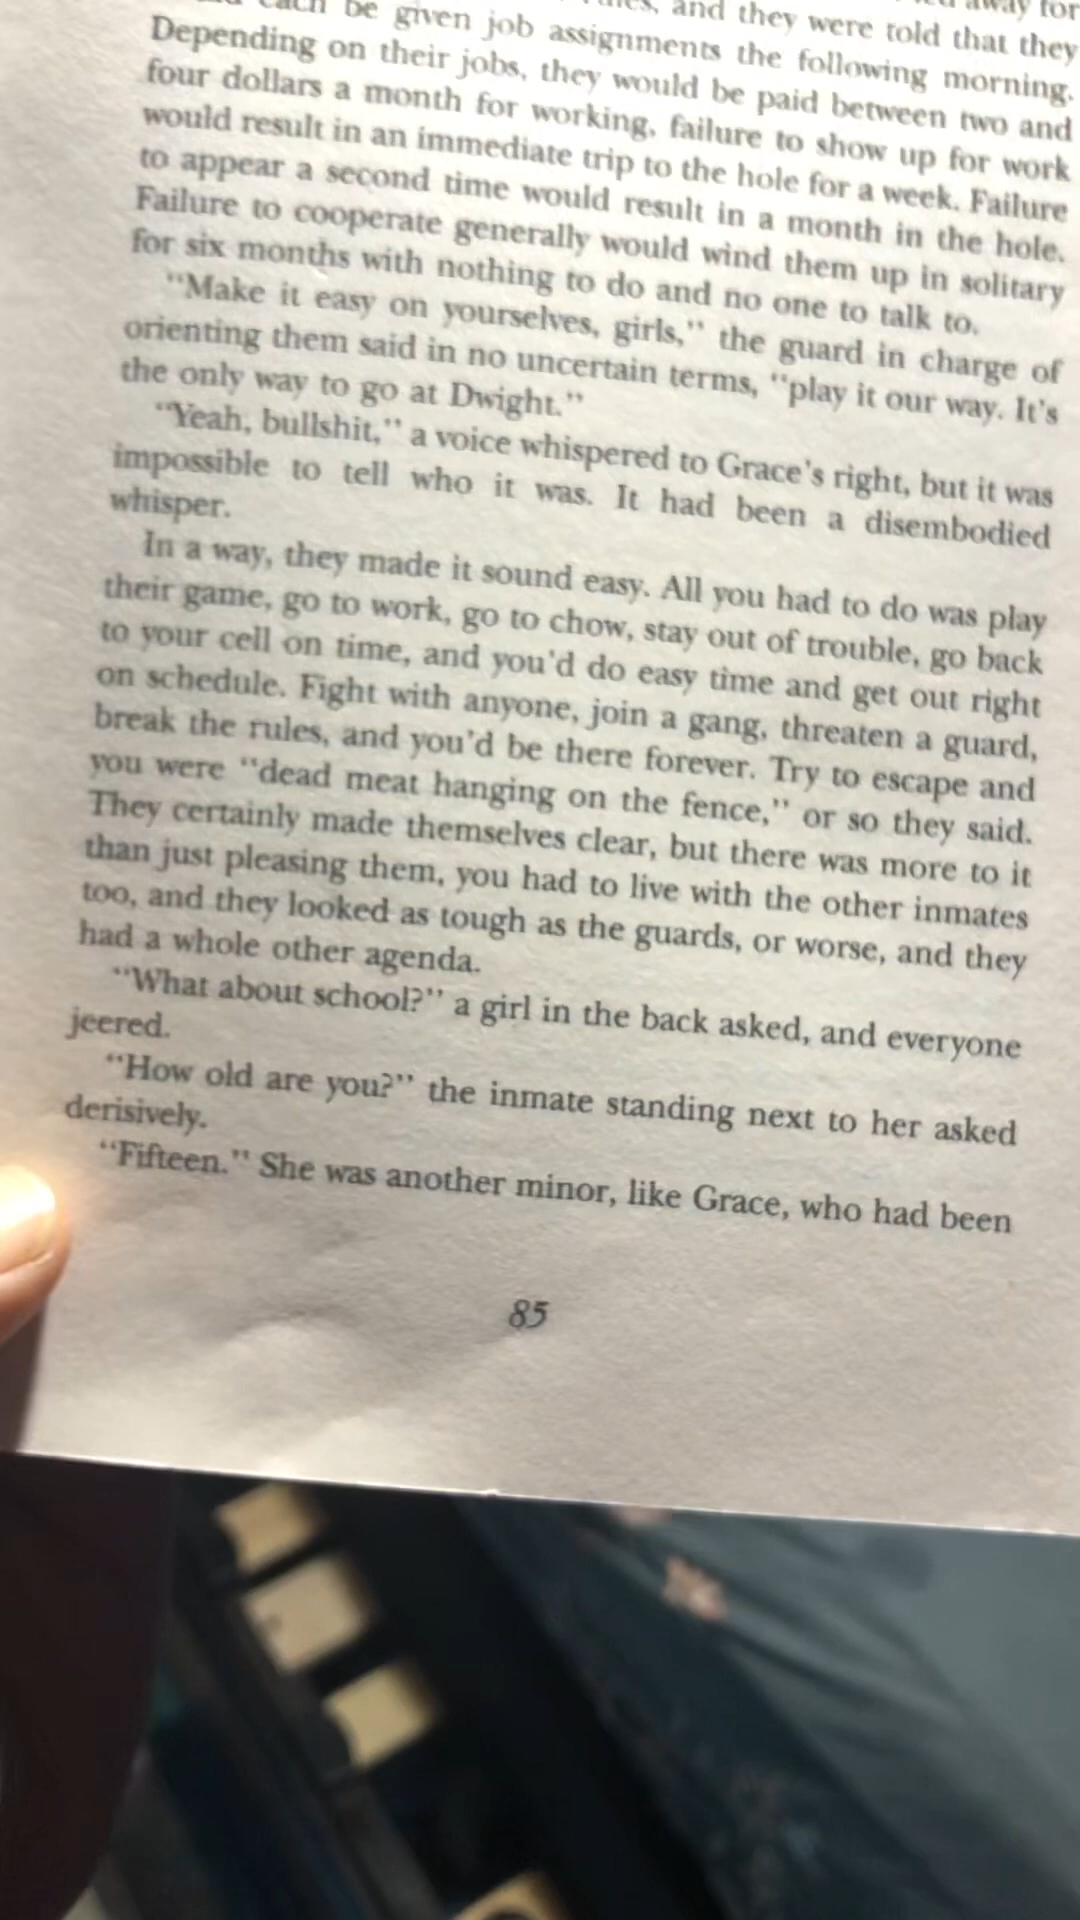 and they were told that they
each be given job assignments the following morning.
Depending on their jobs, they would be paid between two and
four dollars a month for working, failure to show up for work
would result in an immediate trip to the hole for a week. Failure
to appear a second time would result in a month in the hole.
Failure to cooperate generally would wind them up in solitary
for six months with nothing to do and no one to talk to.
"Make it easy on yourselves, girls," the guard in charge of
orienting them said in no uncertain terms, "play it our way. It's
the only way to go at Dwight."
"Yeah, bullshit," a voice whispered to Grace's right, but it was
impossible to tell who it was. It had been a disembodied
whisper.
In a way, they made it sound easy. All you had to do was play
their game, go to work, go to chow, stay out of trouble, go back
to your cell on time, and you'd do easy time and get out right
on schedule. Fight with anyone, join a gang, threaten a guard,
break the rules, and you'd be there forever. Try to escape and
you were "dead meat hanging on the fence," or so they said.
They certainly made themselves clear, but there was more to it
than just pleasing them, you had to live with the other inmates
too, and they looked as tough as the guards, or worse, and they
had a whole other agenda.
"What about school?" a girl in the back asked, and everyone
jeered.
"How old are you?" the inmate standing next to her asked
derisively.
"Fifteen." She was another minor, like Grace, who had been
85